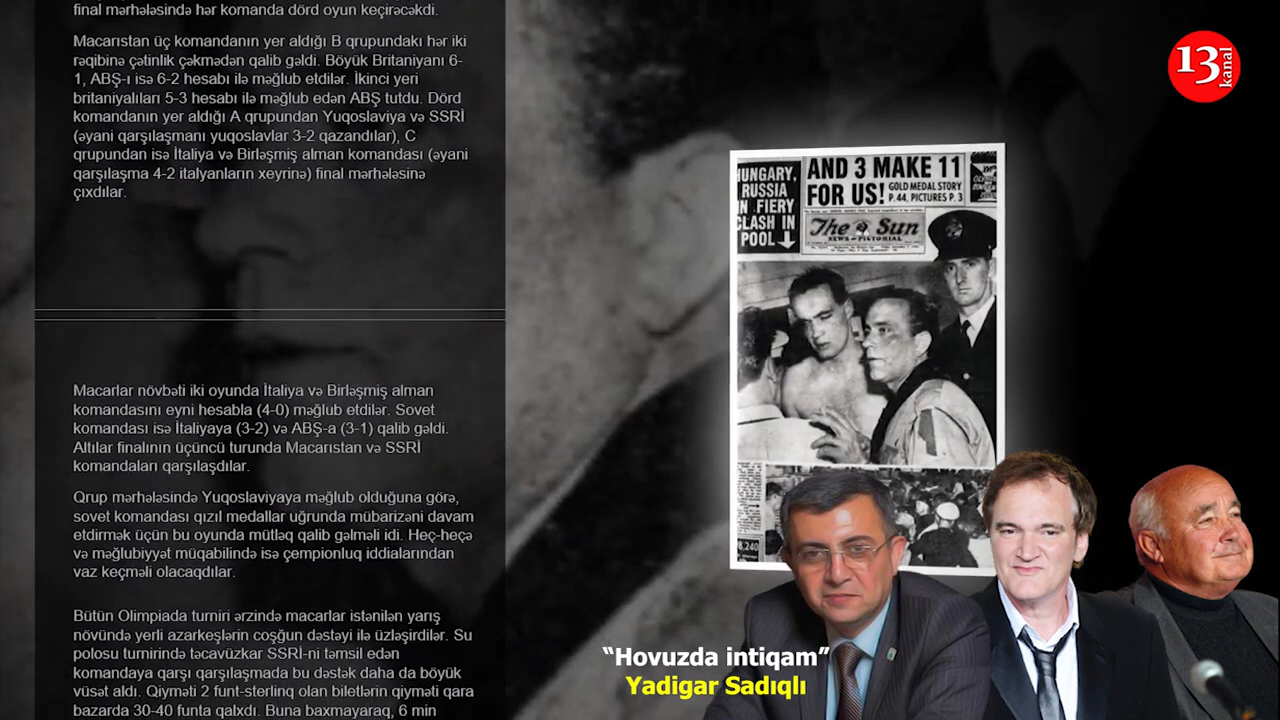 final mərhələsində hər komanda dörd oyun keçirəcəkdi.
Macarıstan üç komandanın yer aldığı B qrupundakı hər iki
rəqibinə çətinlik çəkmədən qalib gəldi. Böyük Britaniyanı 6-
1, ABŞ-ı isə 6-2 hesabı ilə məğlub etdilər. İkinci yeri
britaniyalıları 5-3 hesabı ilə məğlub edən ABŞ tutdu. Dörd
komandanın yer aldığı A qrupundan Yuqoslaviya və SSRİ
(əyani qarşılaşmanı yuqoslavlar 3-2 qazandılar), C
qrupundan isə İtaliya və Birləşmiş alman komandası (əyani
qarşılaşma 4-2 italyanların xeyrinə) final mərhələsinə
çıxdılar.
Macarlar növbəti iki oyunda İtaliya və Birləşmiş alman
komandasını eyni hesabla (4-0) məğlub etdilər. Sovet
komandası isə İtaliyaya (3-2) və ABŞ-a (3-1) qalib gəldi.
Altılar finalının üçüncü turunda Macarıstan və SSRİ
komandaları qarşılaşdılar.
Qrup mərhələsində Yuqoslaviyaya məğlub olduğuna görə,
sovet komandası qızıl medallar uğrunda mübarizəni davam
etdirmək üçün bu oyunda mütləq qalib gəlməli idi. Heç-heçə
və məğlubiyyət müqabilində isə çempionluq iddialarından
vaz keçməli olacaqdılar.
Bütün Olimpiada turniri ərzində macarlar istənilən yarış
növündə yerli azarkeşlərin coşğun dəstəyi ilə üzləşirdilər. Su
polosu turnirində təcavüzkar SSRİ-ni təmsil edən
komandaya qarşı qarşılaşmada bu dəstək daha da böyük
vüsət aldı. Qiyməti 2 funt-sterlinq olan biletlərin qiyməti qara
bazarda 30-40 funta qalxdı. Buna baxmayaraq, 6 min
HUNGARY,
RUSSIA
IN FIERY
CLASH IN
POOL
AND 3 MAKE 11
FOR US!
GOLD MEDAL STORY
P. 44, PICTURES P. 3
The Sun
NEWS - PICTORIAL
8,240
"Hovuzda intiqam"
Yadigar Sadıqlı
13
kanal